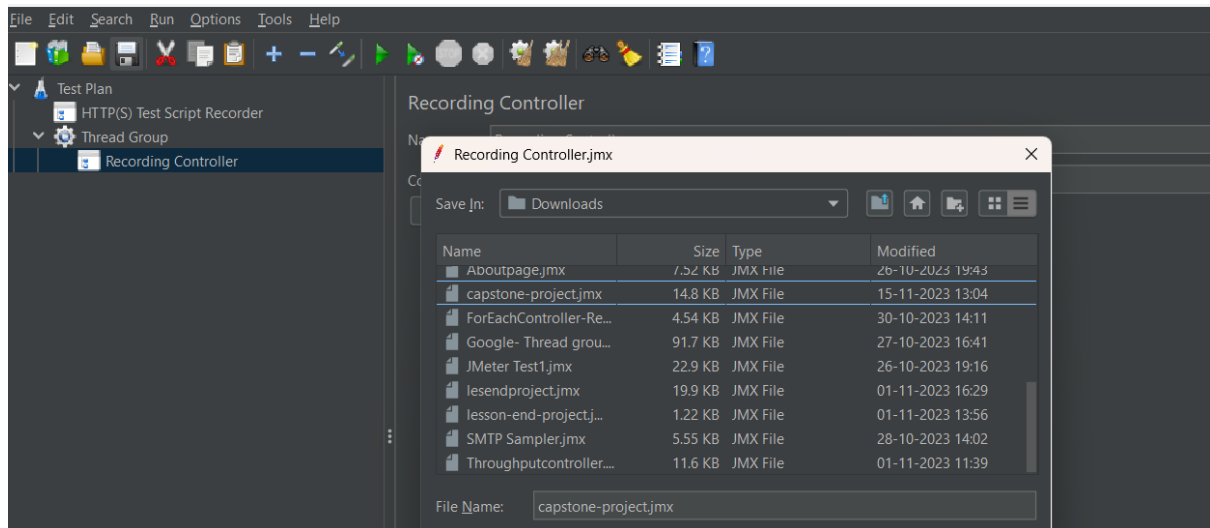 File Edit Search Run Options Tools Help
Test Plan
HTTP(S) Test Script Recorder
Thread Group
Recording Controller
Recording Controller
Recording Controller.jmx
Save In: Downloads
Name Size Type Modified
Aboutpage.jmx 7.52 KB JMX File 26-10-2023 19:43
capstone-project.jmx 14.8 KB JMX File 15-11-2023 13:04
ForEachController-Re... 4.54 KB JMX File 30-10-2023 14:11
Google- Thread grou... 91.7 KB JMX File 27-10-2023 16:41
JMeter Test1.jmx 22.9 KB JMX File 26-10-2023 19:16
lesendproject.jmx 19.9 KB JMX File 01-11-2023 16:29
lesson-end-project.j... 1.22 KB JMX File 01-11-2023 13:56
SMTP Sampler.jmx 5.55 KB JMX File 28-10-2023 14:02
Throughputcontroller.... 11.6 KB JMX File 01-11-2023 11:39
File Name: capstone-project.jmx